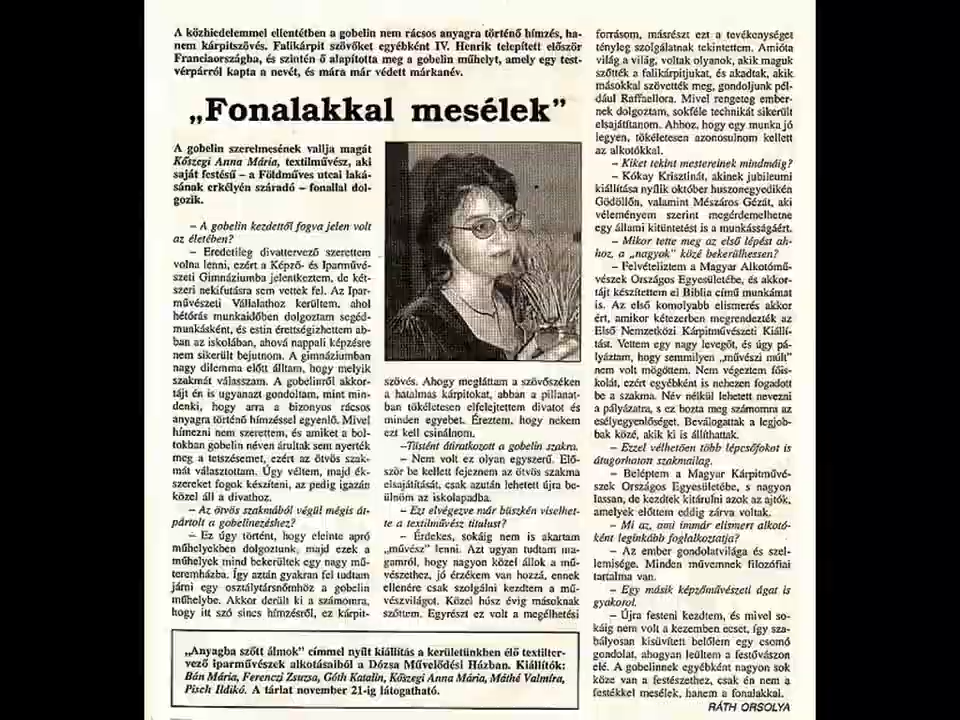 A közhiedelemmel ellentétben a gobelin nem rácsos anyagra történő hímzés, ha-
nem kárpitszövés. Falikárpit szövőket egyébként IV. Henrik telepített először
Franciaországba, és szintén ő alapította meg a gobelin műhelyt, amely egy test-
vérpárról kapta a nevét, és mára már védett márkanév.
„Fonalakkal mesélek”
A gobelin szerelmesének vallja magát
Kőszegi Anna Mária, textilművész, aki
saját festésű – a Földműves utcai laká-
sának erkélyén száradó – fonallal dol-
gozik.
– A gobelin kezdettől fogva jelen volt
az életében?
– Eredetileg divattervező szerettem
volna lenni, ezért a Képző- és Iparművé-
szeti Gimnáziumba jelentkeztem, de két-
szeri nekifutásra sem vettek fel. Az Ipar-
művészeti Vállalathoz kerültem, ahol
hétórás munkaidőben dolgoztam segéd-
munkásként, és estin érettségizhettem ab-
ban az iskolában, ahová nappali képzésre
nem sikerült bejutnom. A gimnáziumban
nagy dilemma előtt álltam, hogy melyik
szakmát válasszam. A gobelinről akkor-
tájt én is ugyanazt gondoltam, mint min-
denki, hogy arra a bizonyos rácsos
anyagra történő hímzéssel egyenlő. Mivel
hímezni nem szerettem, és amiket a bol-
tokban gobelin néven árultak sem nyerték
meg a tetszésemet, ezért az ötvös szak-
mát választottam. Úgy véltem, majd ék-
szereket fogok készíteni, az pedig igazán
közel áll a divathoz.
– Az ötvös szakmából végül mégis át-
pártolt a gobelinezéshez?
– Ez úgy történt, hogy eleinte apró
műhelyekben dolgoztunk, majd ezek a
műhelyek mind bekerültek egy nagy mű-
teremházba. Így aztán gyakran fel tudtam
járni egy osztálytársnőmhöz a gobelin
műhelybe. Akkor derült ki a számomra,
hogy itt szó sincs hímzésről, ez kárpit-
szövés. Ahogy megláttam a szövőszéken
a hatalmas kárpitokat, abban a pillanat-
ban tökéletesen elfelejtettem divatot és
minden egyebet. Éreztem, hogy nekem
ezt kell csinálnom.
–Tüstént átiratkozott a gobelin szakra.
– Nem volt ez olyan egyszerű. Elő-
ször be kellett fejeznem az ötvös szakma
elsajátítását, csak azután lehetett újra be-
ülnöm az iskolapadba.
– Ezt elvégezve már büszkén viselhet-
te a textilművész titulust?
– Érdekes, sokáig nem is akartam
„művész” lenni. Azt ugyan tudtam ma-
gamról, hogy nagyon közel állok a mű-
vészethez, jó érzékem van hozzá, ennek
ellenére csak szolgálni kezdtem a mű-
vészvilágot. Közel húsz évig másoknak
szőttem. Egyrészt ez volt a megélhetési
forrásom, másrészt ezt a tevékenységet
tényleg szolgálatnak tekintettem. Amióta
világ a világ, voltak olyanok, akik maguk
szőtték a falikárpitjukat, és akadtak, akik
másokkal szövették meg, gondoljunk pél-
dául Raffaellora. Mivel rengeteg ember-
nek dolgoztam, sokféle technikát sikerült
elsajátítanom. Ahhoz, hogy egy munka jó
legyen, tökéletesen azonosulnom kellett
az alkotókkal.
– Kiket tekint mestereinek mindmáig?
– Kókay Krisztinát, akinek jubileumi
kiállítása nyílik október huszonegyedikén
Gödöllőn, valamint Mészáros Gézát, aki
véleményem szerint megérdemelhetne
egy állami kitüntetést is a munkásságáért.
– Mikor tette meg az első lépést ah-
hoz, a „nagyok” közé bekerülhessen?
– Felvételiztem a Magyar Alkotómű-
vészek Országos Egyesületébe, és akkor-
tájt készítettem el Biblia című munkámat
is. Az első komolyabb elismerés akkor
ért, amikor kétezerben megrendezték az
Első Nemzetközi Kárpitművészeti Kiállí-
tást. Vettem egy nagy levegőt, és úgy pá-
lyáztam, hogy semmilyen „művészi múlt”
nem volt mögöttem. Nem végeztem főis-
kolát, ezért egyébként is nehezen fogadott
be a szakma. Név nélkül lehetett nevezni
a pályázatra, s ez hozta meg számomra az
esélyegyenlőséget. Beválogattak a legjob-
bak közé, akik ki is állíthattak.
– Ezzel vélhetően több lépcsőfokot is
átugorhatott szakmailag.
– Beléptem a Magyar Kárpitművé-
szek Országos Egyesületébe, s nagyon
lassan, de kezdtek kitárulni azok az ajtók,
amelyek előttem eddig zárva voltak.
– Mi az, ami immár elismert alkotó-
ként leginkább foglalkoztatja?
– Az ember gondolatvilága és szel-
lemisége. Minden művemnek filozófiai
tartalma van.
– Egy másik képzőművészeti ágat is
gyakorol.
– Újra festeni kezdtem, és mivel so-
káig nem volt a kezemben ecset, így sza-
bályosan kisüvített belőlem egy csomó
gondolat, ahogyan leültem a festővászon
elé. A gobelinnek egyébként nagyon sok
köze van a festészethez, csak én nem a
festékkel mesélek, hanem a fonalakkal.
RÁTH ORSOLYA
„Anyagba szőtt álmok” címmel nyílt kiállítás a kerületünkben élő textilter-
vező iparművészek alkotásaiból a Dózsa Művelődési Házban. Kiállítók:
Bán Mária, Ferenczi Zsuzsa, Góth Katalin, Kőszegi Anna Mária, Máthé Valmíra,
Pisch Ildikó. A tárlat november 21-ig látogatható.